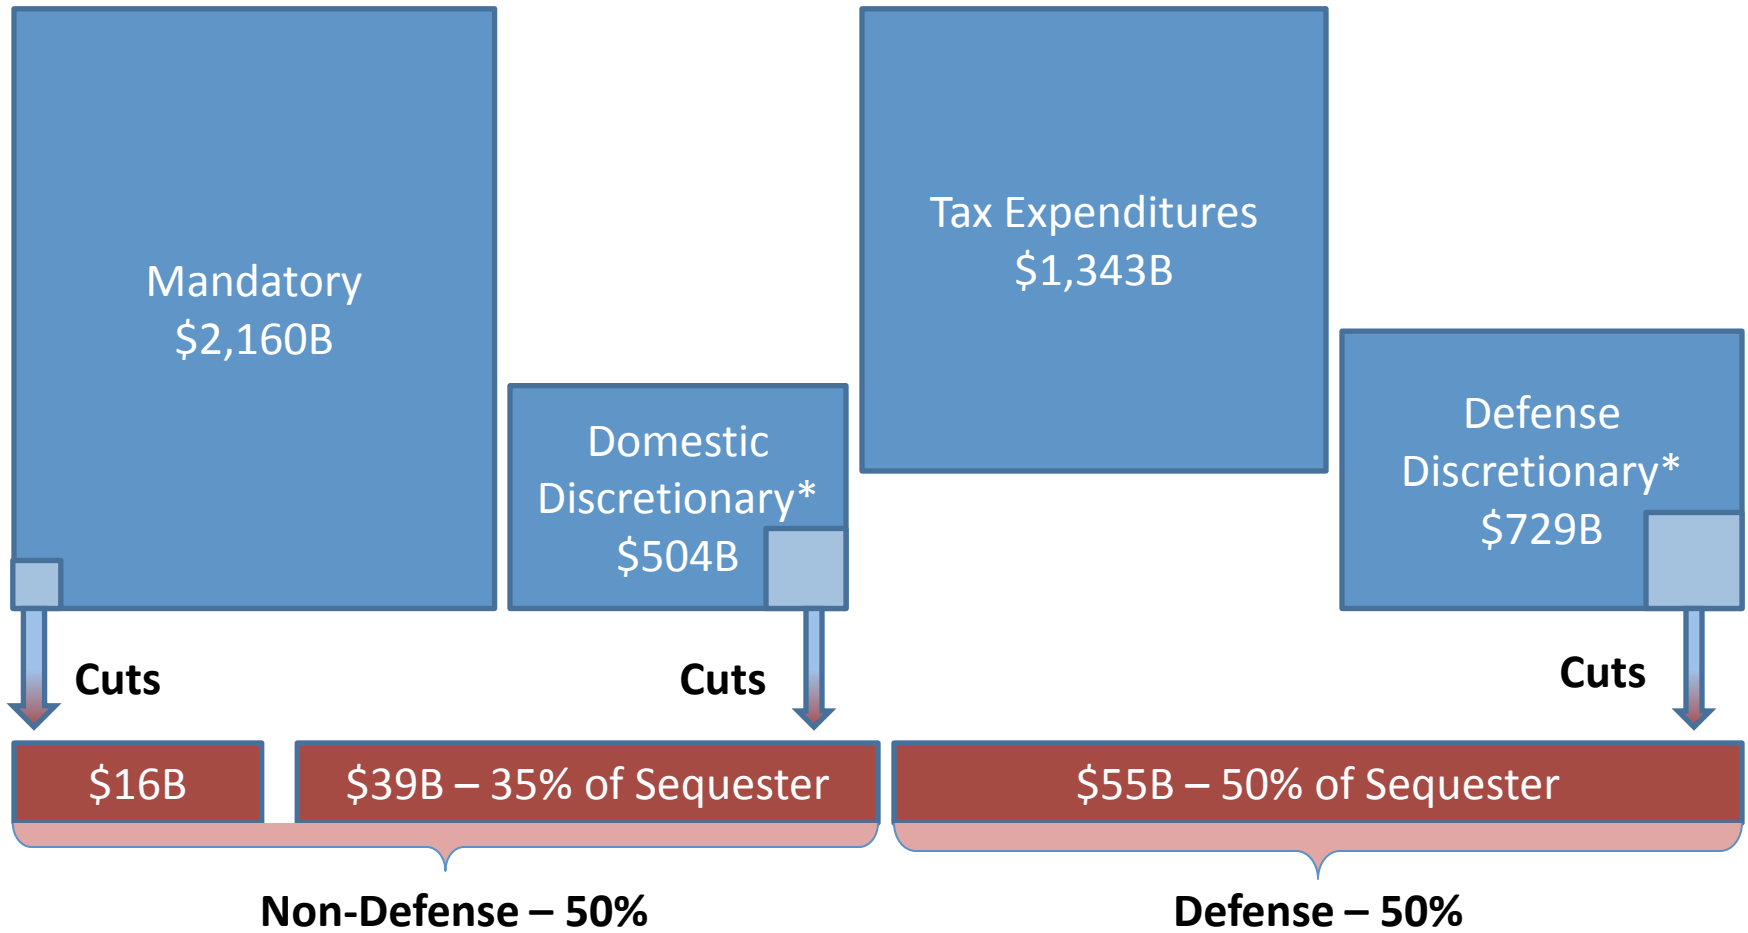 Mandatory
$2,160B
Domestic
Discretionary*
$504B
Tax Expenditures
$1,343B
Defense
Discretionary*
$729B
Cuts
Cuts
Cuts
$16B
$39B – 35% of Sequester
$55B – 50% of Sequester
Non-Defense – 50%
Defense – 50%